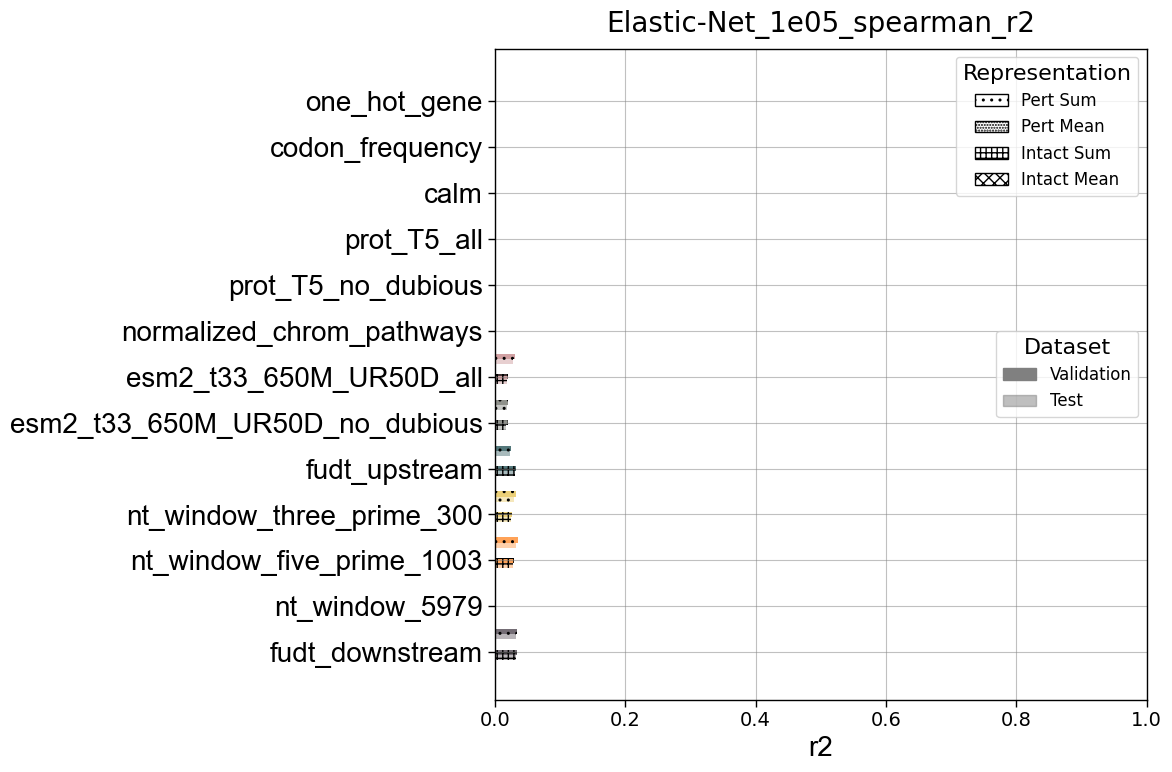 Elastic-Net_1e05_spearman_r2
Representation
Pert Sum
Pert Mean
Intact Sum
Intact Mean
Dataset
Validation
Test
one_hot_gene
codon_frequency
calm
prot_T5_all
prot_T5_no_dubious
normalized_chrom_pathways
esm2_t33_650M_UR50D_all
esm2_t33_650M_UR50D_no_dubious
fudt_upstream
nt_window_three_prime_300
nt_window_five_prime_1003
nt_window_5979
fudt_downstream
0.0 0.2 0.4 0.6 0.8 1.0
r2